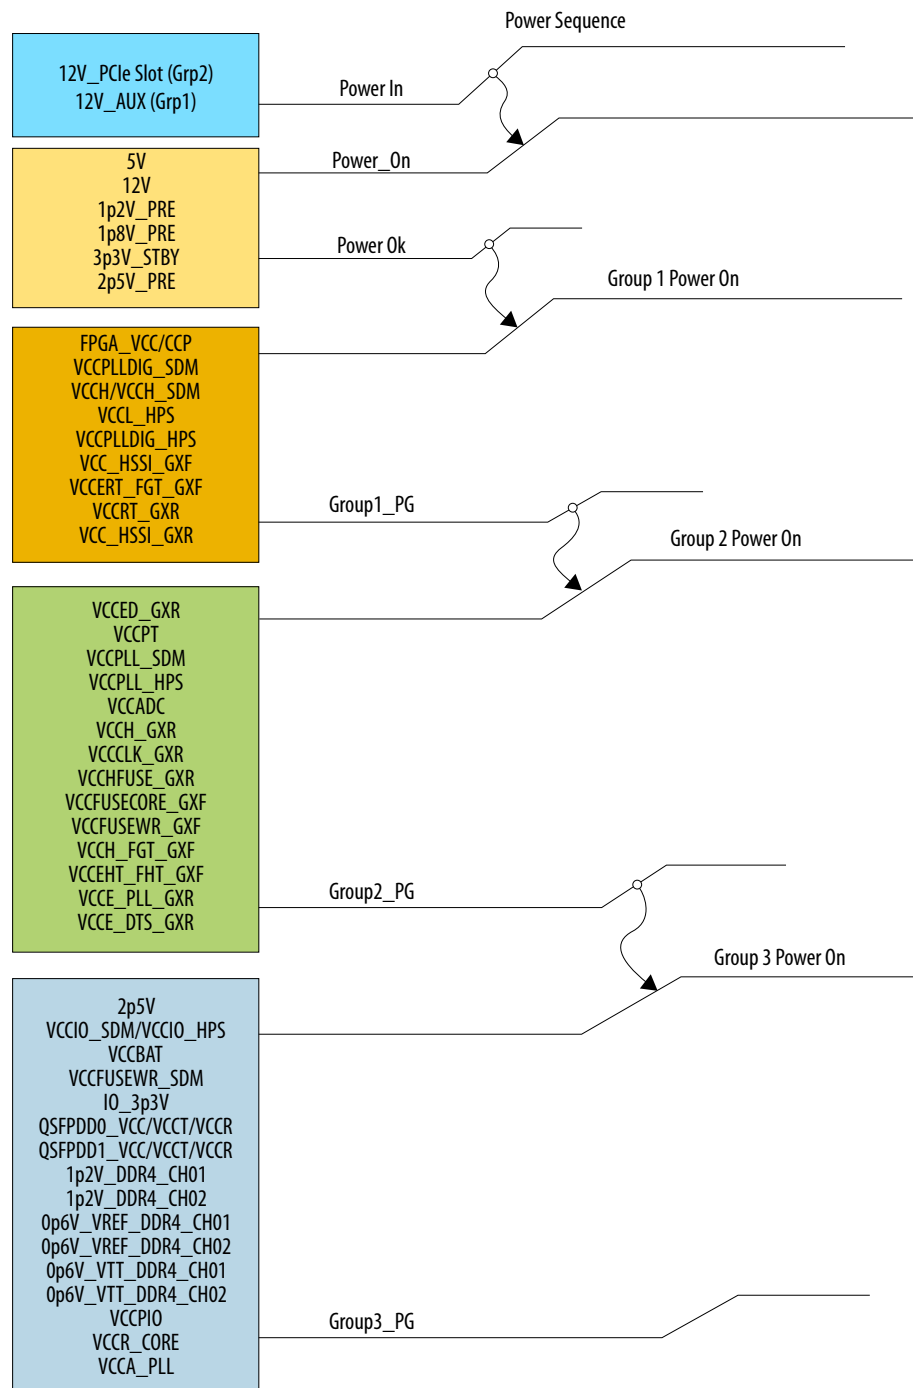 Power Sequence
12V_PCIe Slot (Grp2)
12V_AUX (Grp1)
Power In
5V
12V
1p2V_PRE
1p8V_PRE
3p3V_STBY
2p5V_PRE
Power_On
Power Ok
Group 1 Power On
FPGA_VCC/CCP
VCCPLLDIG_SDM
VCCH/VCCH_SDM
VCCL_HPS
VCCPLLDIG_HPS
VCC_HSSI_GXF
VCCERT_FGT_GXF
VCCRT_GXR
VCC_HSSI_GXR
Group1_PG
Group 2 Power On
VCCED_GXR
VCCPT
VCCPLL_SDM
VCCPLL_HPS
VCCADC
VCCH_GXR
VCCCLK_GXR
VCCHFUSE_GXR
VCCFUSECORE_GXF
VCCFUSEWR_GXF
VCCH_FGT_GXF
VCCEHT_FHT_GXF
VCCE_PLL_GXR
VCCE_DTS_GXR
Group2_PG
Group 3 Power On
2p5V
VCCIO_SDM/VCCIO_HPS
VCCBAT
VCCFUSEWR_SDM
IO_3p3V
QSFPDD0_VCC/VCCT/VCCR
QSFPDD1_VCC/VCCT/VCCR
1p2V_DDR4_CH01
1p2V_DDR4_CH02
0p6V_VREF_DDR4_CH01
0p6V_VREF_DDR4_CH02
0p6V_VTT_DDR4_CH01
0p6V_VTT_DDR4_CH02
VCCPIO
VCCR_CORE
VCCA_PLL
Group3_PG